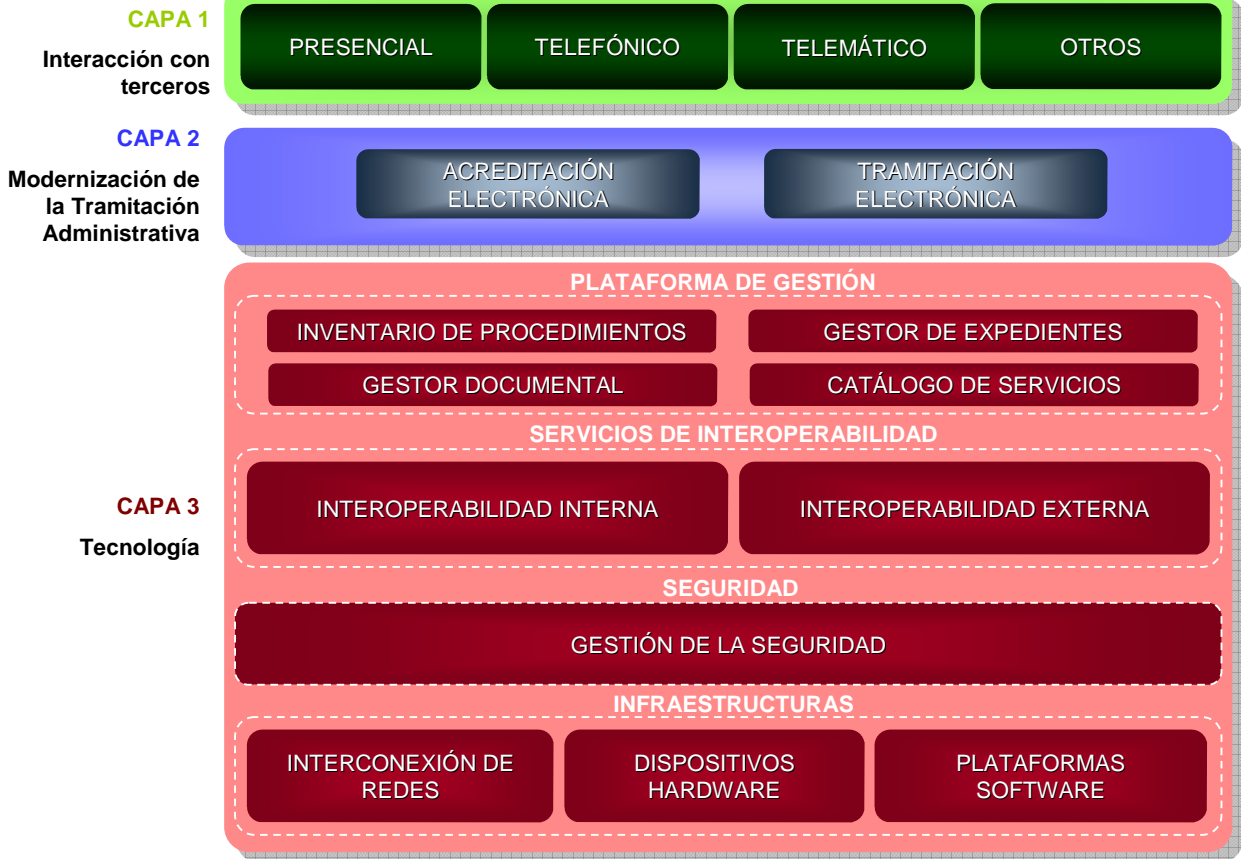 CAPA 1
Interacción con
terceros
PRESENCIAL
TELEFÓNICO
TELEMÁTICO
OTROS
CAPA 2
Modernización de
la Tramitación
Administrativa
ACREDITACIÓN
ELECTRÓNICA
TRAMITACIÓN
ELECTRÓNICA
CAPA 3
Tecnología
PLATAFORMA DE GESTIÓN
INVENTARIO DE PROCEDIMIENTOS
GESTOR DE EXPEDIENTES
GESTOR DOCUMENTAL
CATÁLOGO DE SERVICIOS
SERVICIOS DE INTEROPERABILIDAD
INTEROPERABILIDAD INTERNA
INTEROPERABILIDAD EXTERNA
SEGURIDAD
GESTIÓN DE LA SEGURIDAD
INFRAESTRUCTURAS
INTERCONEXIÓN DE
REDES
DISPOSITIVOS
HARDWARE
PLATAFORMAS
SOFTWARE